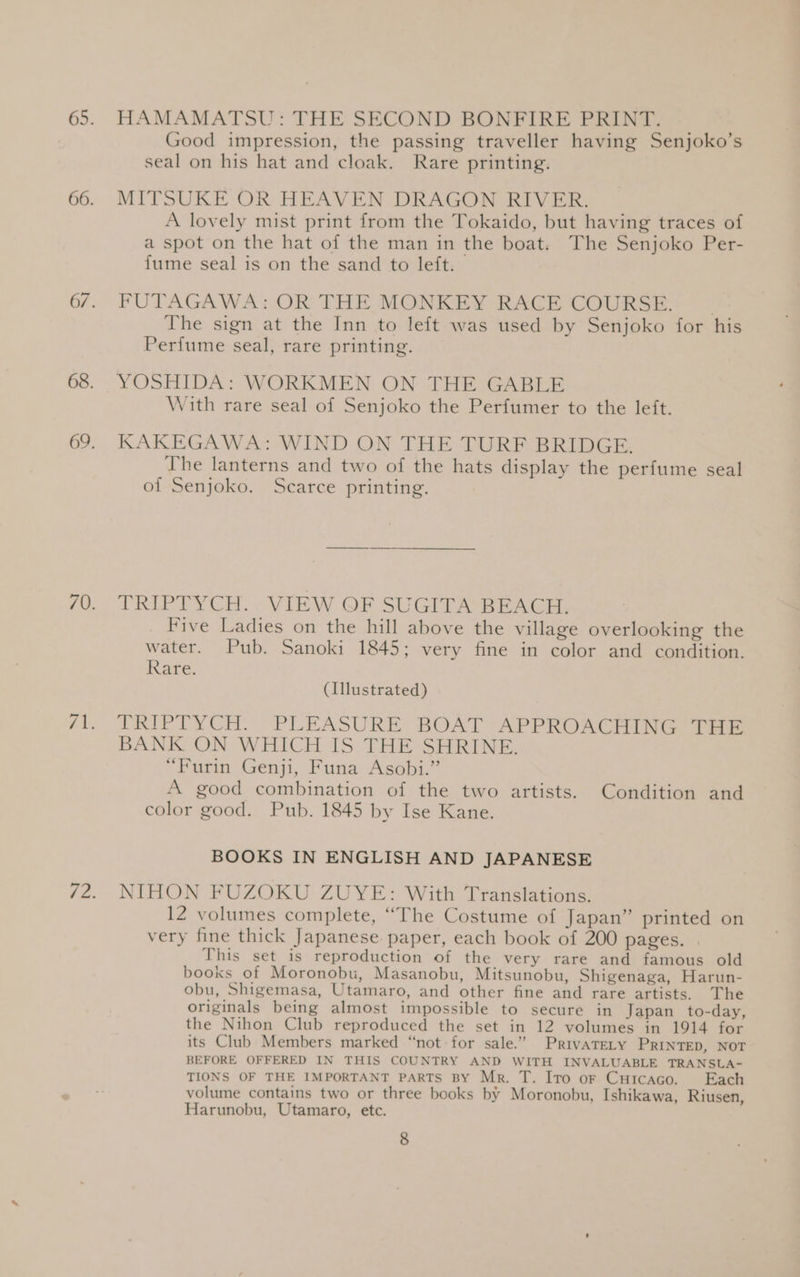 65. HAMAMATSU: THE SECOND BONFIRE PRINT.
Good impression, the passing traveller having Senjoko's
seal on his hat and cloak. Rare printing.
66. MITSUKE OR HEAVEN DRAGON RIVER.
A lovely mist print from the Tokaido, but having traces of
a spot on the hat of the man in the boat. The Senjoko Per-
fume seal is on the sand to left.
67. FUTAGAWA: OR THE MONKEY RACE COURSE.
The sign at the Inn to left was used by Senjoko for his
Perfume seal, rare printing.
68. YOSHIDA: WORKMEN ON THE GABLE
With rare seal of Senjoko the Perfumer to the left.
69. KAKEGAWA: WIND ON THE TURF BRIDGE.
The lanterns and two of the hats display the perfume seal
of Senjoko. Scarce printing.
70. TRIPTYCH. VIEW OF SUGITA BEACH.
Five Ladies on the hill above the village overlooking the
water. Pub. Sanoki 1845; very fine in color and condition.
Rare.
(Illustrated)
71. TRIPTYCH. PLEASURE BOAT APPROACHING THE
BANK ON WHICH IS THE SHRINE.
"Furin Genji, Funa Asobi."
A good combination of the two artists. Condition and
color good. Pub. 1845 by Ise Kane.
BOOKS IN ENGLISH AND JAPANESE
72. NIHON FUZOKU ZUYE: With Translations.
12 volumes complete, "The Costume of Japan" printed on
very fine thick Japanese paper, each book of 200 pages.
This set is reproduction of the very rare and famous old
books of Moronobu, Masanobu, Mitsunobu, Shigenaga, Harun-
obu, Shigemasa, Utamaro, and other fine and rare artists. The
originals being almost impossible to secure in Japan to-day,
the Nihon Club reproduced the set in 12 volumes in 1914 for
its Club Members marked "not for sale." PRIVATELY PRINTED, NOT
BEFORE OFFERED IN THIS COUNTRY AND WITH INVALUABLE TRANSLA-
TIONS OF THE IMPORTANT PARTS BY MR. T. ITO OF CHICAGO. Each
volume contains two or three books by Moronobu, Ishikawa, Riusen,
Harunobu, Utamaro, etc.
8